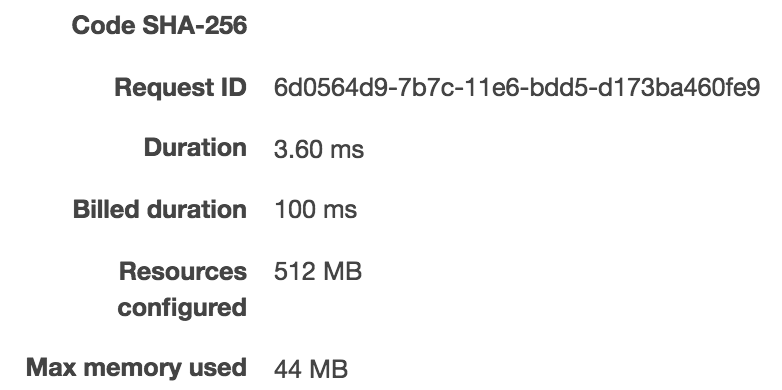 Code SHA-256
Request ID 6d0564d9-7b7c-11e6-bdd5-d173ba460fe9
Duration 3.60 ms
Billed duration 100 ms
Resources 512 MB
configured
Max memory used 44 MB